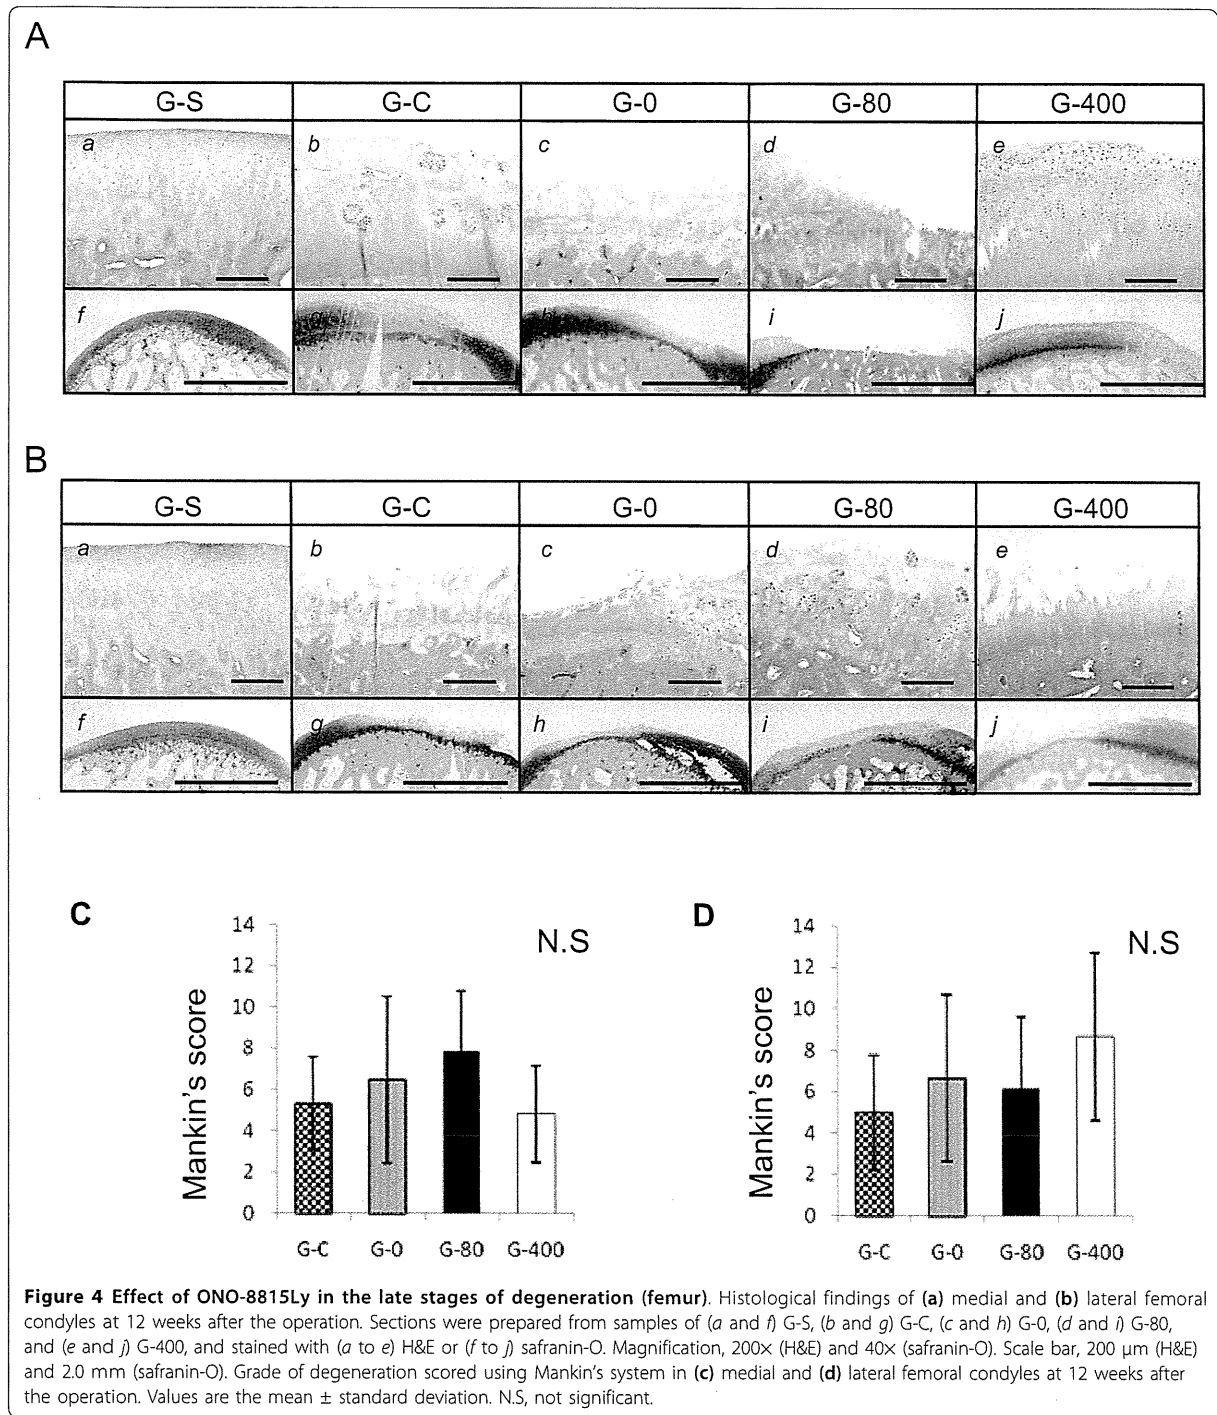 A
G-S G-C G-0 G-80 G-400
a b c d e
f g h i j
B
G-S G-C G-0 G-80 G-400
a b c d e
f g h i j
C
N.S
Mankin's score
14
12
10
8
6
4
2
0
G-C G-0 G-80 G-400
D
N.S
Mankin's score
14
12
10
8
6
4
2
0
G-C G-0 G-80 G-400
Figure 4 Effect of ONO-8815Ly in the late stages of degeneration (femur). Histological findings of (a) medial and (b) lateral femoral
condyles at 12 weeks after the operation. Sections were prepared from samples of (a and f) G-S, (b and g) G-C, (c and h) G-0, (d and i) G-80,
and (e and j) G-400, and stained with (a to e) H&E or (f to j) safranin-O. Magnification, 200× (H&E) and 40× (safranin-O). Scale bar, 200 μm (H&E)
and 2.0 mm (safranin-O). Grade of degeneration scored using Mankin's system in (c) medial and (d) lateral femoral condyles at 12 weeks after
the operation. Values are the mean ± standard deviation. N.S, not significant.